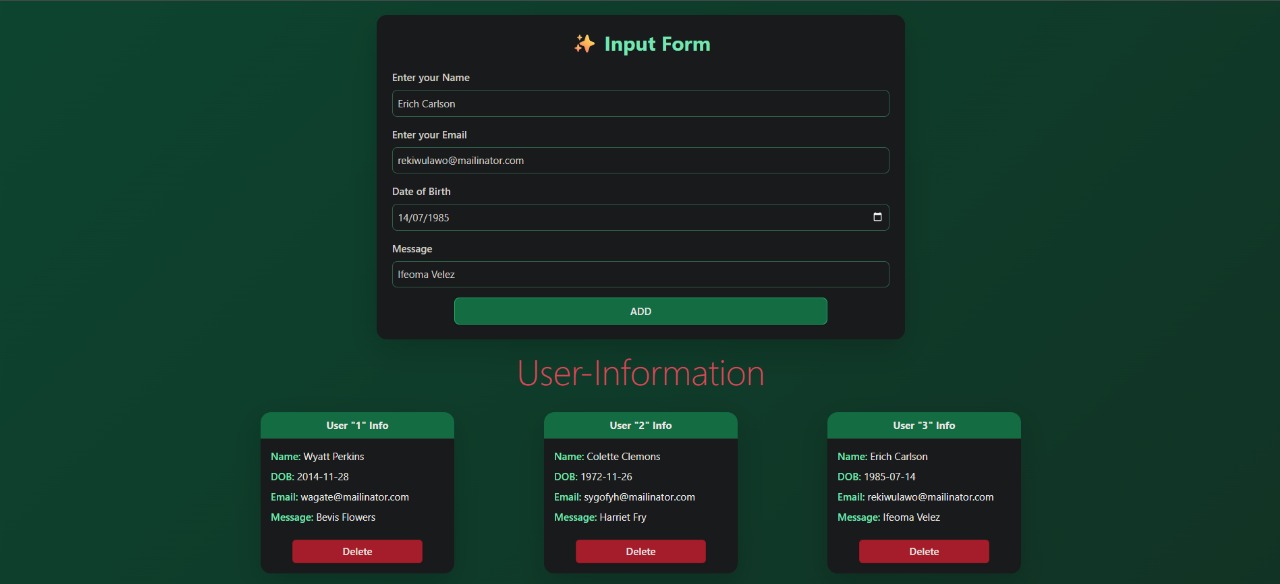 ✨ Input Form
Enter your Name
Erich Carlson
Enter your Email
rekiwulawo@mailinator.com
Date of Birth
14/07/1985
Message
Ifeoma Velez
ADD
User-Information
User "1" Info
Name: Wyatt Perkins
DOB: 2014-11-28
Email: wagate@mailinator.com
Message: Bevis Flowers
Delete
User "2" Info
Name: Colette Clemons
DOB: 1972-11-26
Email: sygofyh@mailinator.com
Message: Harriet Fry
Delete
User "3" Info
Name: Erich Carlson
DOB: 1985-07-14
Email: rekiwulawo@mailinator.com
Message: Ifeoma Velez
Delete